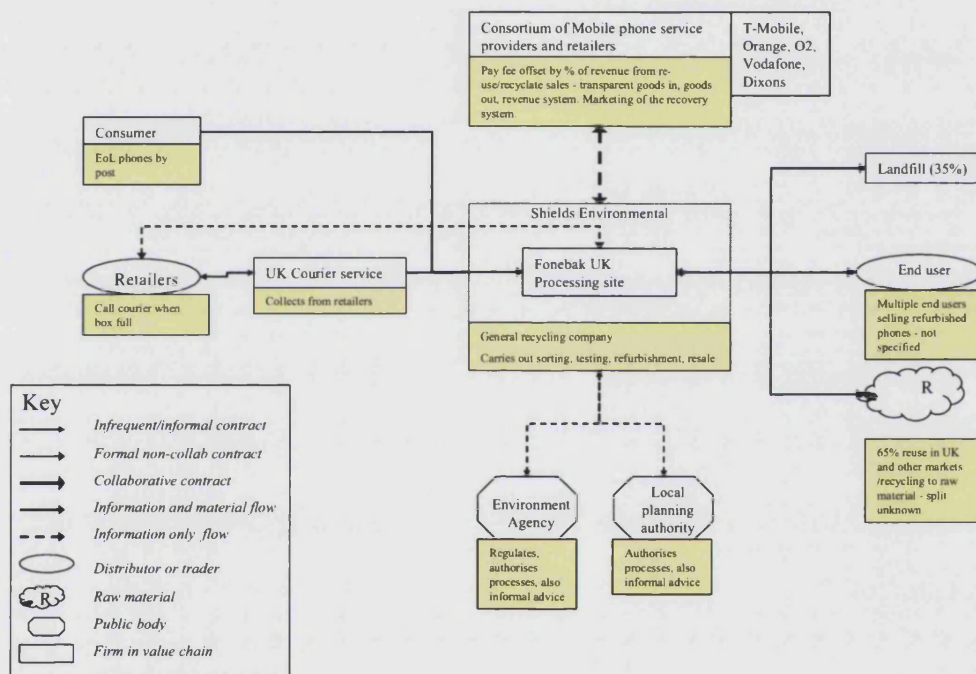 Consortium of Mobile phone service
providers and retailers
Pay fee offset by % of revenue from re-
use/recyclate sales - transparent goods in, goods
out, revenue system. Marketing of the recovery
system
T-Mobile,
Orange, O2,
Vodafone,
Dixons
Consumer
EoL phones by
post
Landfill (35%)
Shields Environmental
Fonebak UK
Processing site
General recycling company
Carries out sorting, testing, refurbishment, resale
Retailers
Call courier when
box full
UK Courier service
Collects from retailers
End user
Multiple end users
selling refurbished
phones - not
specified
R
65% reuse in UK
and other markets
/recycling to raw
material - split
unknown
Environment
Agency
Regulates,
authorises
processes, also
informal advice
Local
planning
authority
Authorises
processes, also
informal advice
Key
Infrequent/informal contract
Formal non-collab contract
Collaborative contract
Information and material flow
Information only flow
Distributor or trader
R
Raw material
Public body
Firm in value chain